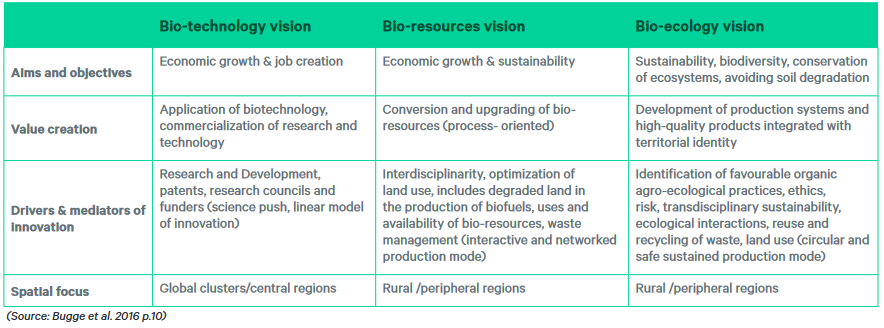 Bio-technology vision
Bio-resources vision
Bio-ecology vision
Aims and objectives
Economic growth & job creation
Economic growth & sustainability
Sustainability, biodiversity, conservation
of ecosystems, avoiding soil degradation
Value creation
Application of biotechnology,
commercialization of research and
technology
Conversion and upgrading of bio-
resources (process- oriented)
Development of production systems and
high-quality products integrated with
territorial identity
Drivers & mediators of
innovation
Research and Development,
patents, research councils and
funders (science push, linear model
of innovation)
Interdisciplinarity, optimization of
land use, includes degraded land in
the production of biofuels, uses and
availability of bio-resources, waste
management (interactive and networked
production mode)
Identification of favourable organic
agro-ecological practices, ethics,
risk, transdisciplinary sustainability,
ecological interactions, reuse and
recycling of waste, land use (circular and
safe sustained production mode)
Spatial focus
Global clusters/central regions
Rural /peripheral regions
Rural /peripheral regions
(Source: Bugge et al. 2016 p.10)